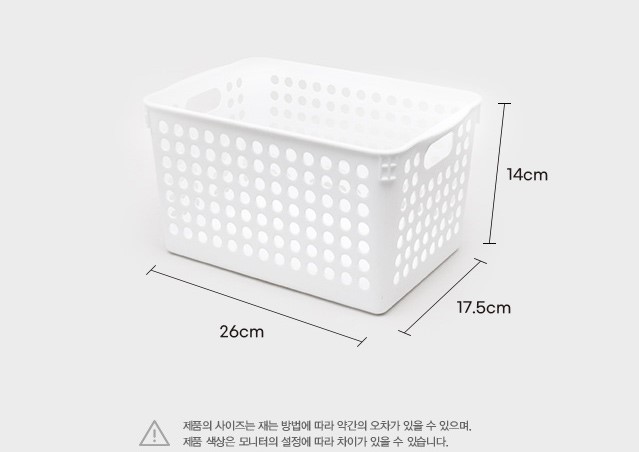 14cm
17.5cm
26cm
제품의 사이즈는 재는 방법에 따라 약간의 오차가 있을 수 있으며,
제품 색상은 모니터의 설정에 따라 차이가 있을 수 있습니다.